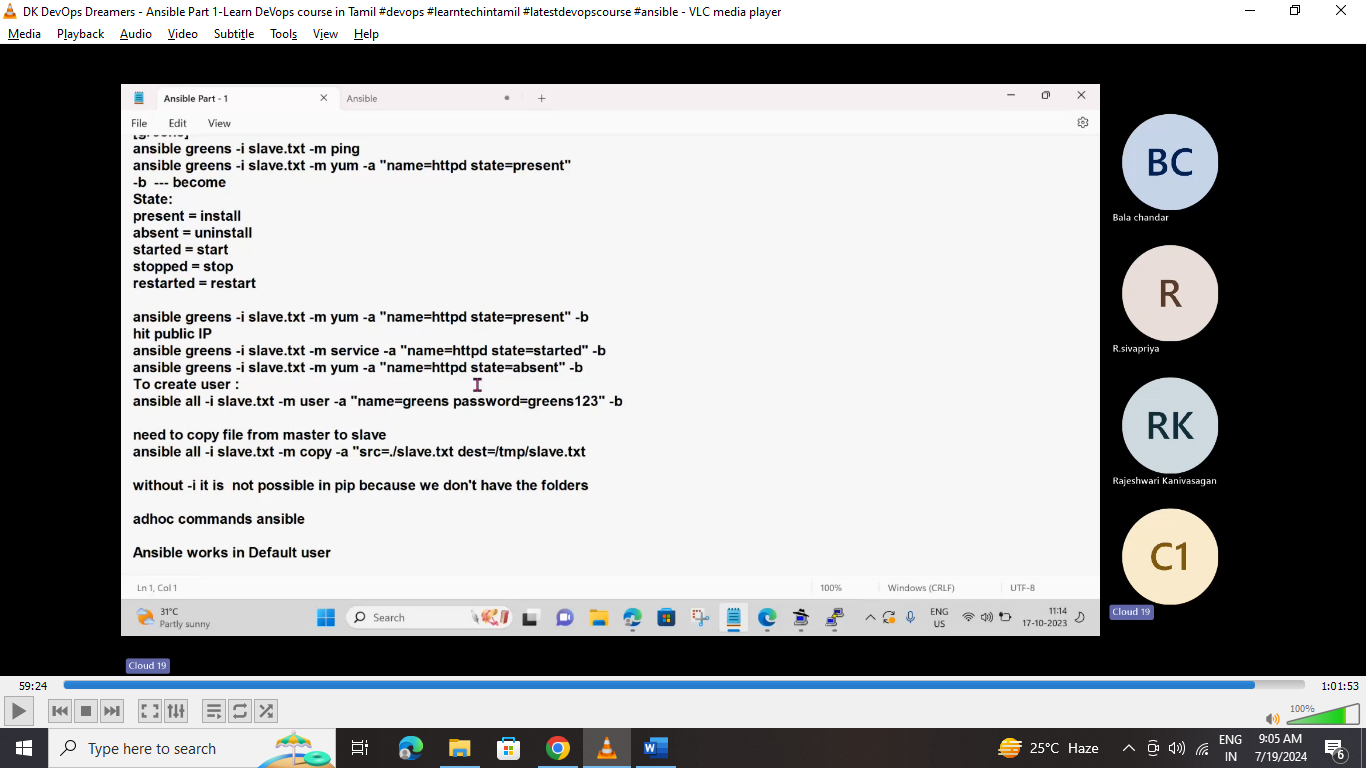 DK DevOps Dreamers - Ansible Part 1-Learn DeVops course in Tamil #devops #learntechintamil #latestdevopscourse #ansible - VLC media player
Media Playback Audio Video Subtitle Tools View Help
Ansible Part - 1
Ansible
File Edit View
[greens]
ansible greens -i slave.txt -m ping
ansible greens -i slave.txt -m yum -a "name=httpd state=present"
-b --- become
State:
present = install
absent = uninstall
started = start
stopped = stop
restarted = restart
ansible greens -i slave.txt -m yum -a "name=httpd state=present" -b
hit public IP
ansible greens -i slave.txt -m service -a "name=httpd state=started" -b
ansible greens -i slave.txt -m yum -a "name=httpd state=absent" -b
To create user :
ansible all -i slave.txt -m user -a "name=greens password=greens123" -b
need to copy file from master to slave
ansible all -i slave.txt -m copy -a "src=./slave.txt dest=/tmp/slave.txt
without -i it is  not possible in pip because we don't have the folders
adhoc commands ansible
Ansible works in Default user
Ln 1, Col 1
100%
Windows (CRLF)
UTF-8
31°C
Partly sunny
Search
ENG
US
11:14
17-10-2023
BC
Bala chandar
R
R.sivapriya
RK
Rajeshwari Kanivasagan
C1
Cloud 19
Cloud 19
59:24
1:01:53
100%
Type here to search
W
25°C Haze
ENG
IN
9:05 AM
7/19/2024
6